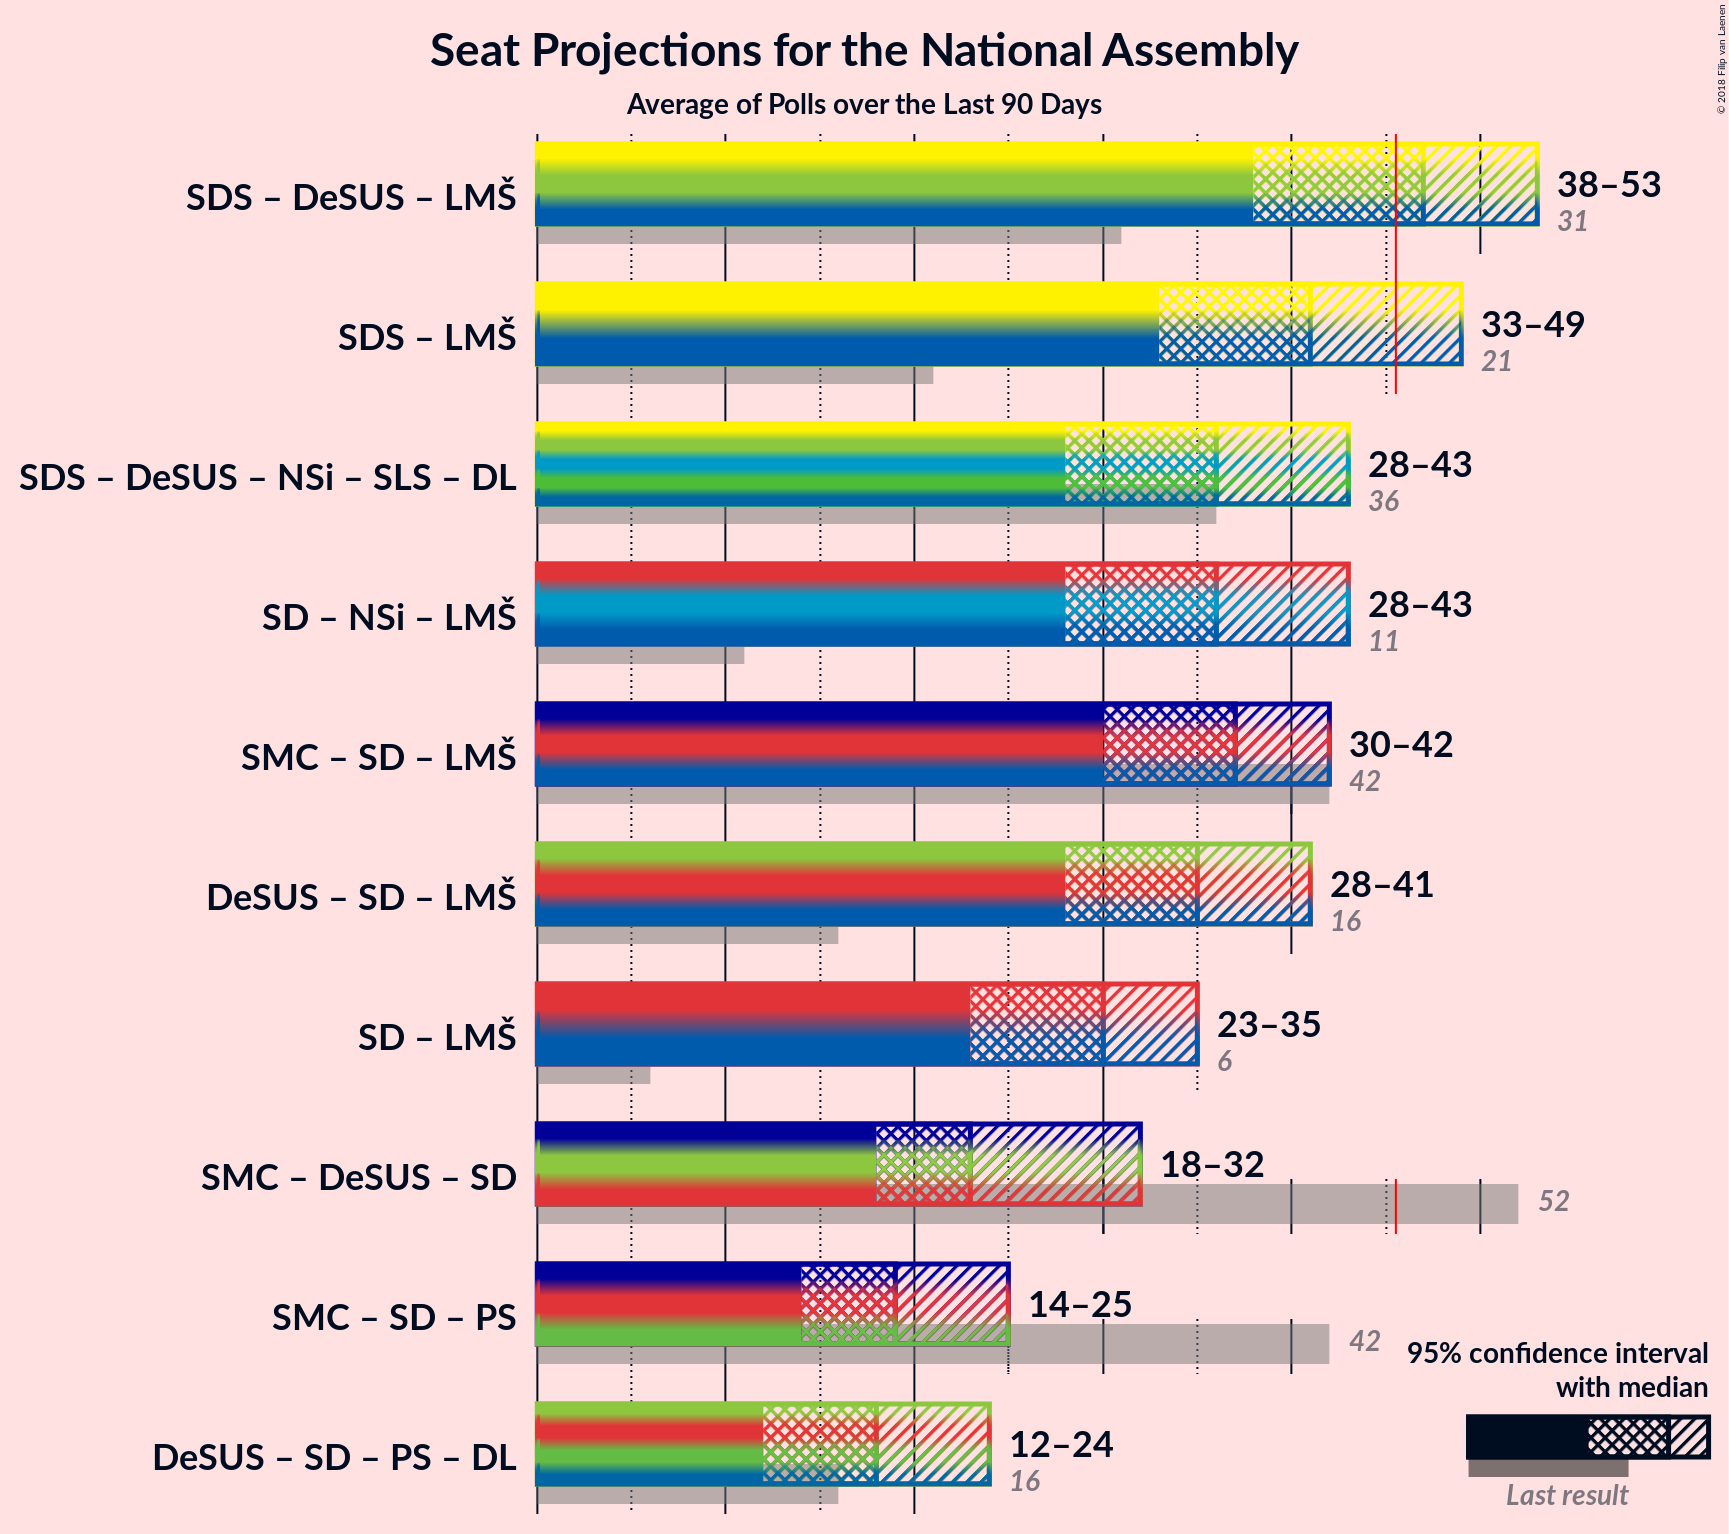 Seat Projections for the National Assembly
Average of Polls over the Last 90 Days
© 2018 Filip van Laenen
SDS – DeSUS – LMŠ
38–53
31
SDS – LMŠ
33–49
21
SDS – DeSUS – NSi – SLS – DL
28–43
36
SD – NSi – LMŠ
28–43
11
SMC – SD – LMŠ
30–42
42
DeSUS – SD – LMŠ
28–41
16
SD – LMŠ
23–35
6
SMC – DeSUS – SD
18–32
52
SMC – SD – PS
14–25
42
DeSUS – SD – PS – DL
12–24
16
95% confidence interval
with median
Last result